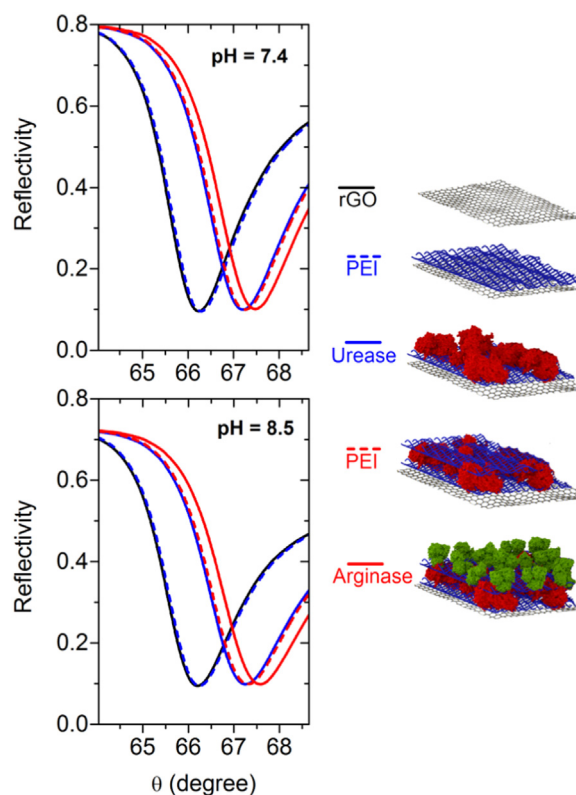 0.8
0.6
0.4
0.2
0.0
Reflectivity
pH = 7.4
65 66 67 68
rGO
PEI
Urease
PEI
Arginase
0.8
0.6
0.4
0.2
0.0
Reflectivity
pH = 8.5
65 66 67 68
θ (degree)